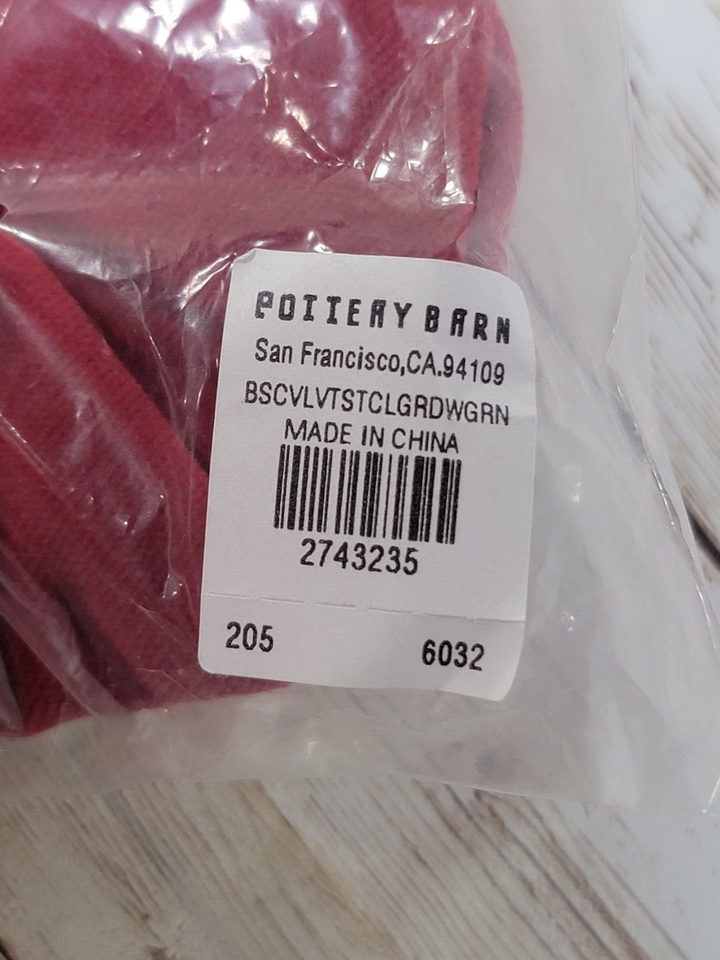 POTTERY BARN
San Francisco,CA.94109
BSCVLVTSTCLGRDWGRN
MADE IN CHINA
2743235
205 6032